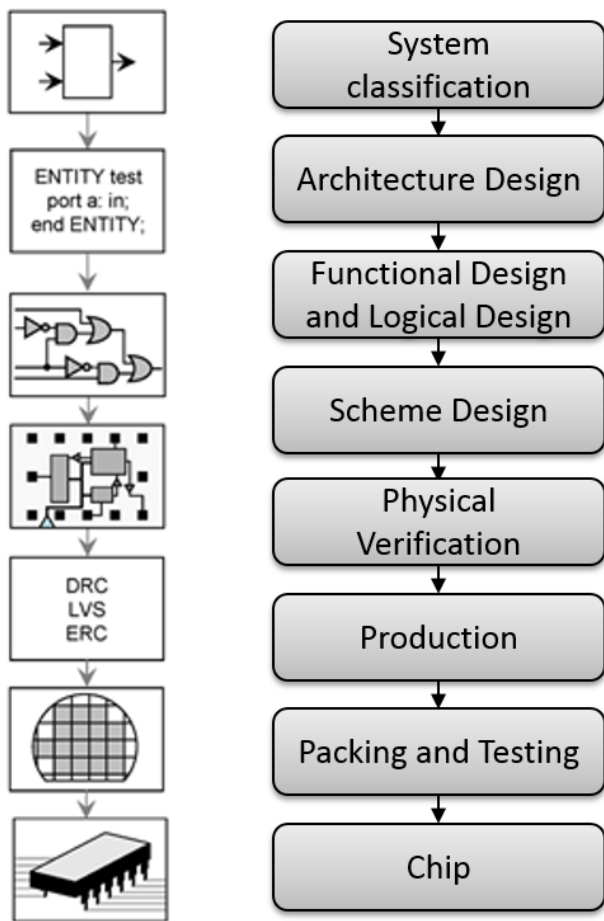 System
classification
ENTITY test
port a: in;
end ENTITY;
Architecture Design
Functional Design
and Logical Design
Scheme Design
Physical
Verification
DRC
LVS
ERC
Production
Packing and Testing
Chip